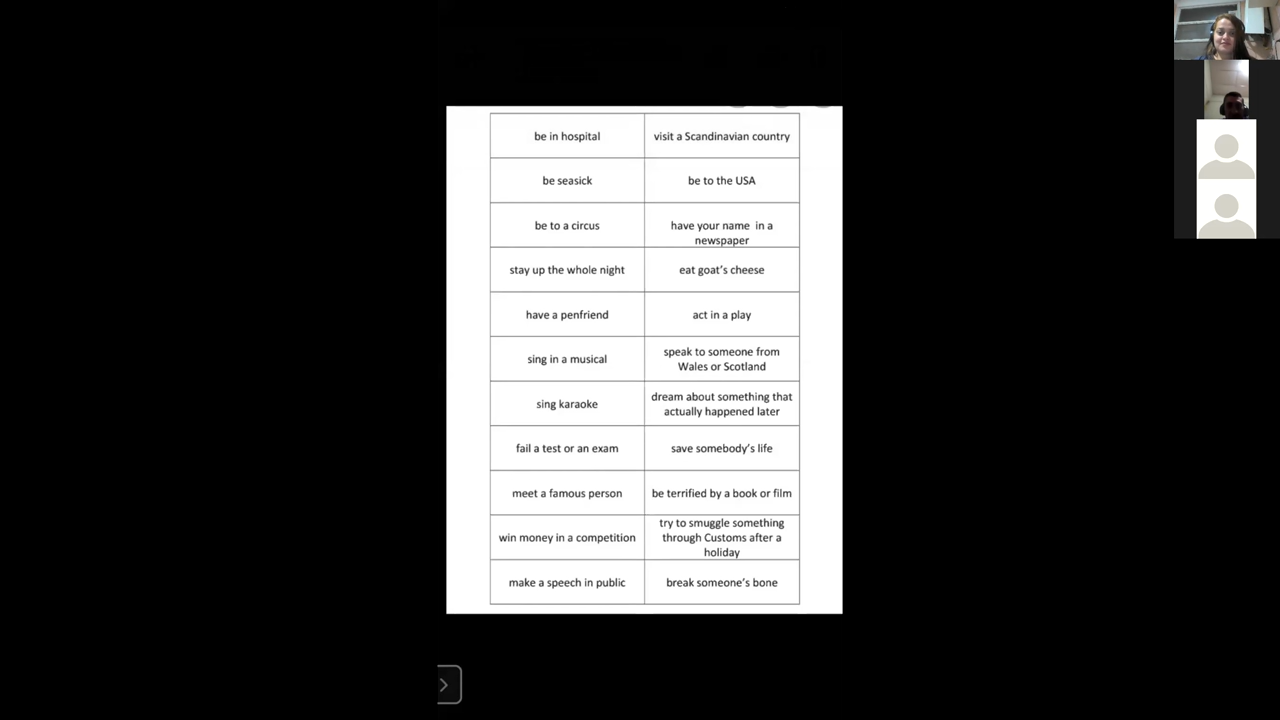 be in hospital
visit a Scandinavian country
be seasick
be to the USA
be to a circus
have your name in a
newspaper
stay up the whole night
eat goat's cheese
have a penfriend
act in a play
sing in a musical
speak to someone from
Wales or Scotland
sing karaoke
dream about something that
actually happened later
fail a test or an exam
save somebody's life
meet a famous person
be terrified by a book or film
win money in a competition
try to smuggle something
through Customs after a
holiday
make a speech in public
break someone's bone